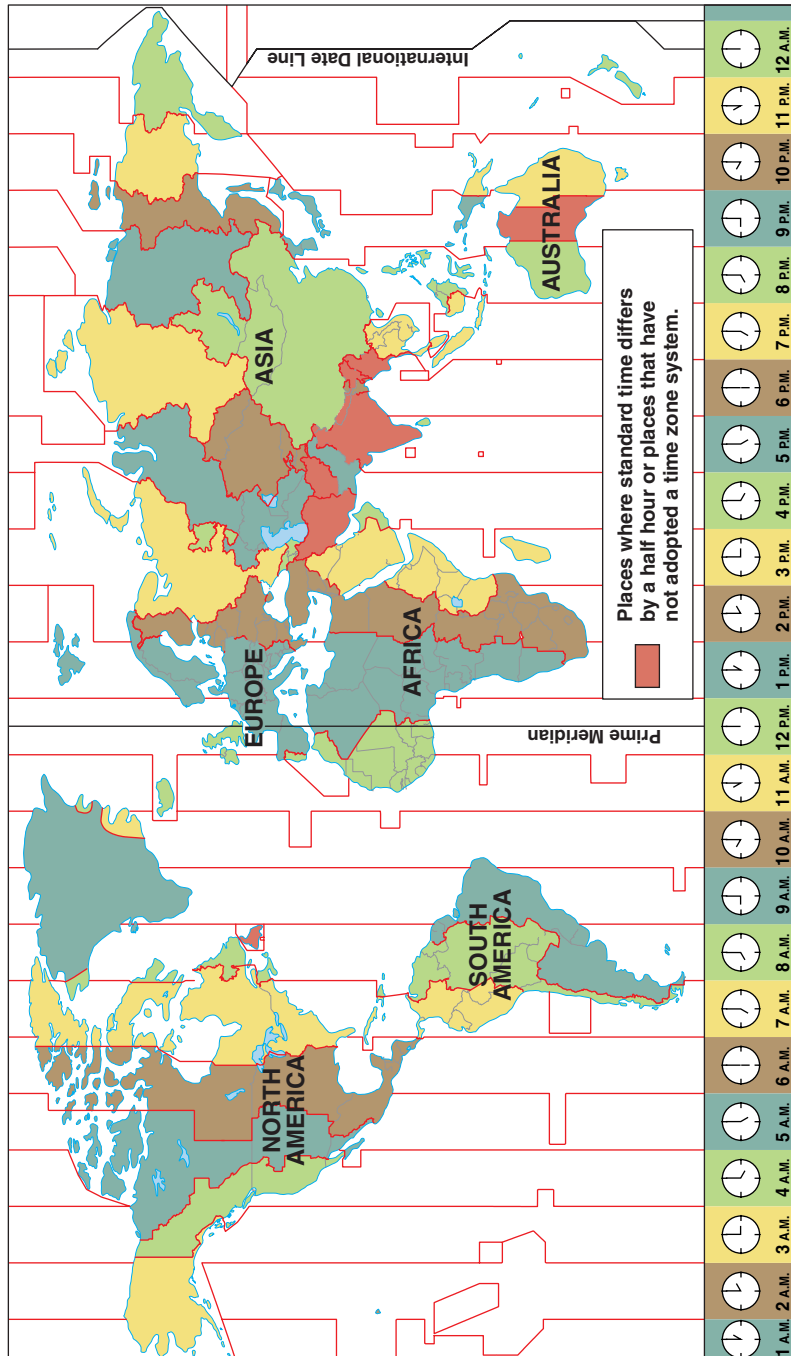 NORTH
AMERICA
SOUTH
AMERICA
EUROPE
AFRICA
ASIA
AUSTRALIA
Prime Meridian
International Date Line
Places where standard time differs
by a half hour or places that have
not adopted a time zone system.
1 A.M.
2 A.M.
3 A.M.
4 A.M.
5 A.M.
6 A.M.
7 A.M.
8 A.M.
9 A.M.
10 A.M.
11 A.M.
12 P.M.
1 P.M.
2 P.M.
3 P.M.
4 P.M.
5 P.M.
6 P.M.
7 P.M.
8 P.M.
9 P.M.
10 P.M.
11 P.M.
12 A.M.